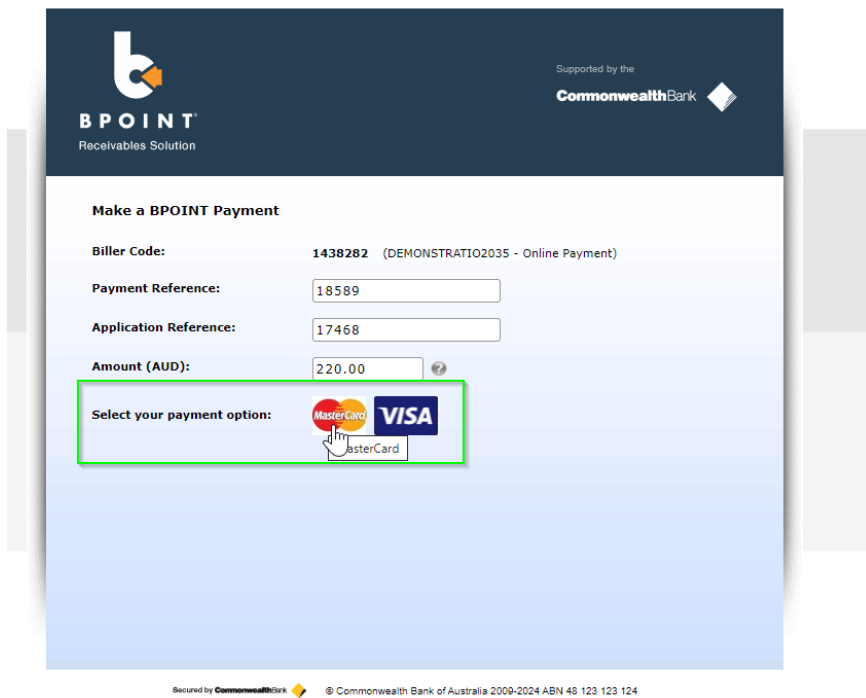 b
BPOINT
Receivables Solution
Supported by the
CommonwealthBank
Make a BPOINT Payment
Biller Code: 1438282 (DEMONSTRATIO2035 - Online Payment)
Payment Reference: 18589
Application Reference: 17468
Amount (AUD): 220.00 ?
Select your payment option: MasterCard VISA
asterCard
Secured by CommonwealthBank © Commonwealth Bank of Australia 2009-2024 ABN 48 123 123 124